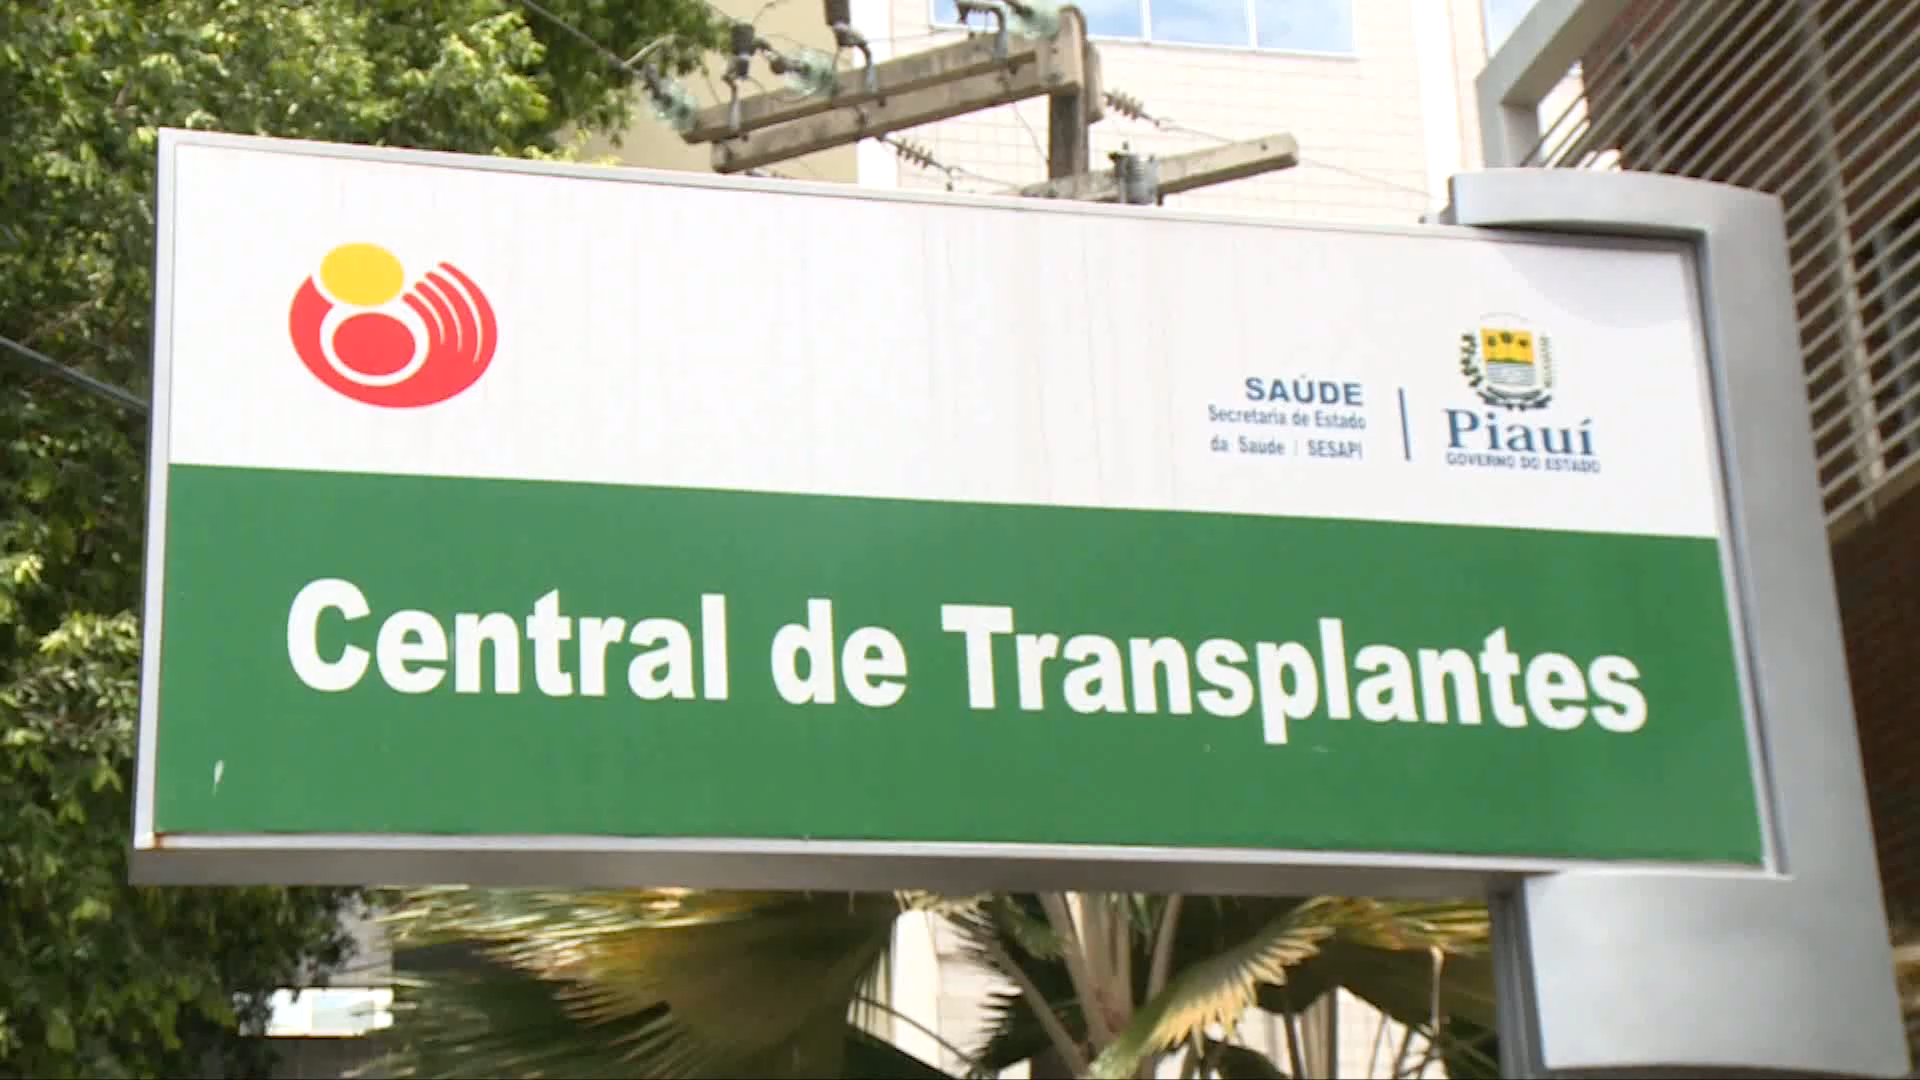 SAÚDE
Secretaria de Estado
da Saúde | SESAPI
Piauí
GOVERNO DO ESTADO
Central de Transplantes